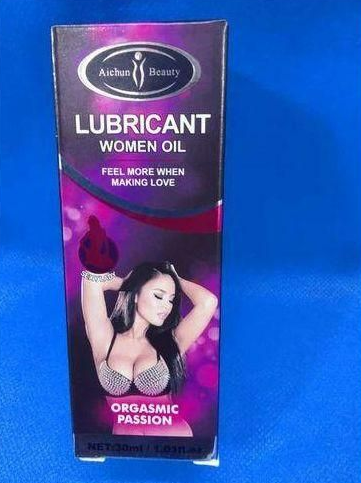 Aichun Beauty
LUBRICANT
WOMEN OIL
FEEL MORE WHEN
MAKING LOVE
ORGASMIC
PASSION
NET:30ml / 1.01fl.oz